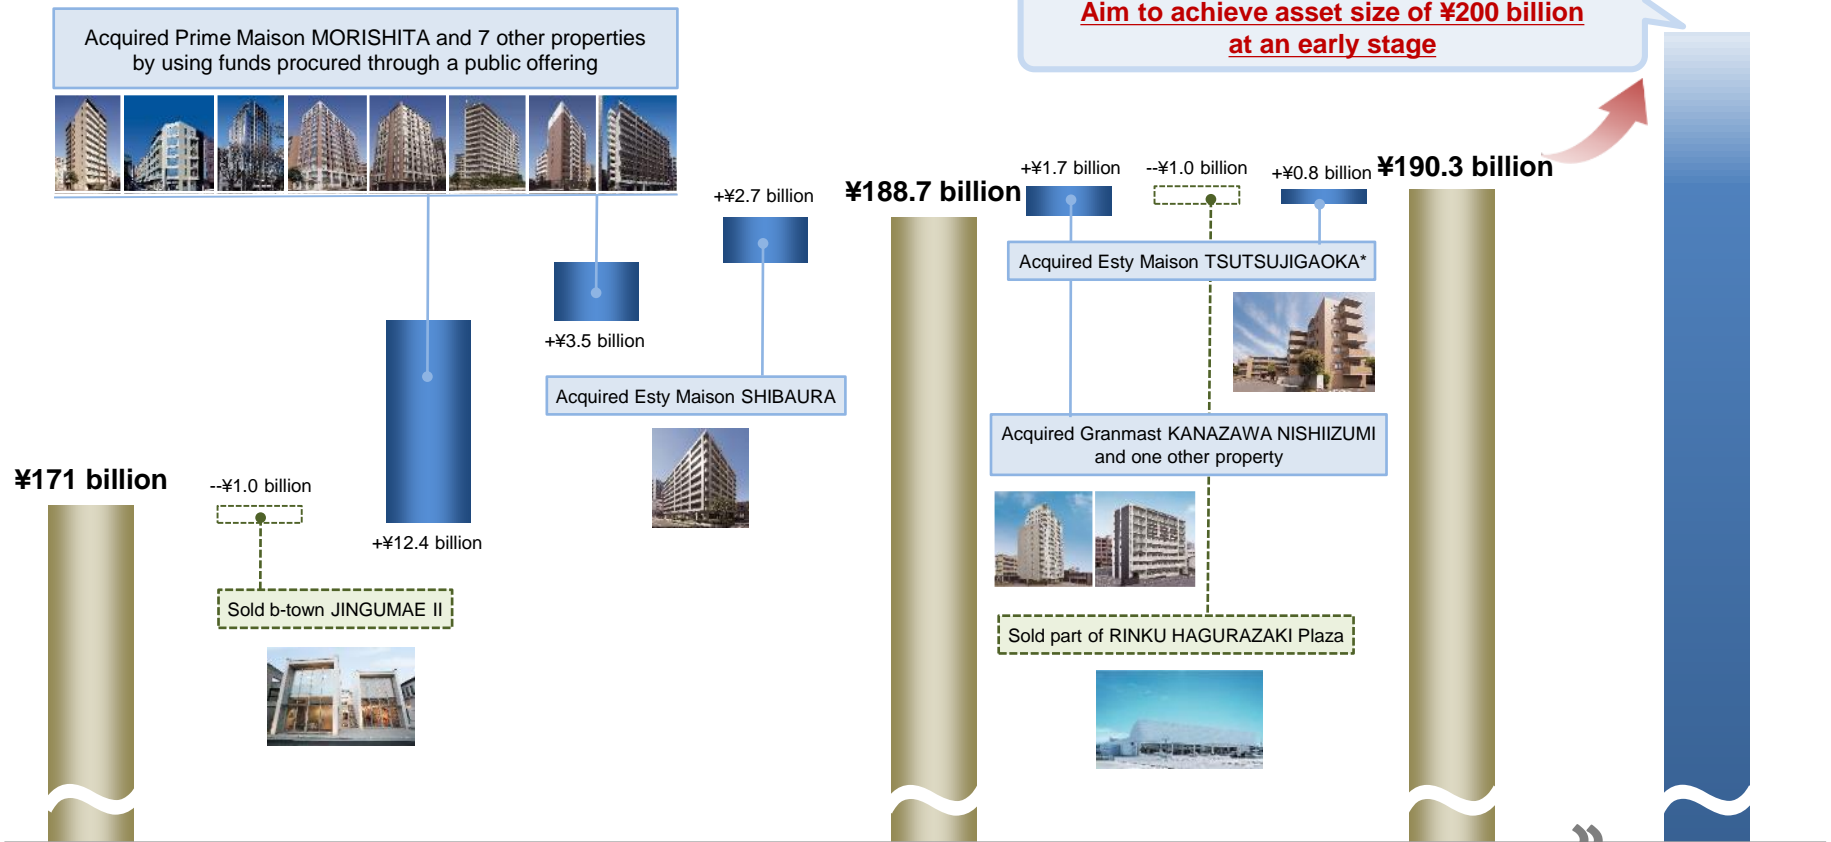 Aim to achieve asset size of ¥200 billion
at an early stage
Acquired Prime Maison MORISHITA and 7 other properties
by using funds procured through a public offering
¥171 billion
--¥1.0 billion
Sold b-town JINGUMAE II
+¥12.4 billion
+¥3.5 billion
+¥2.7 billion
Acquired Esty Maison SHIBAURA
¥188.7 billion
+¥1.7 billion
--¥1.0 billion
+¥0.8 billion
¥190.3 billion
Acquired Esty Maison TSUTSUJIGAOKA*
Acquired Granmast KANAZAWA NISHIIZUMI
and one other property
Sold part of RINKU HAGURAZAKI Plaza